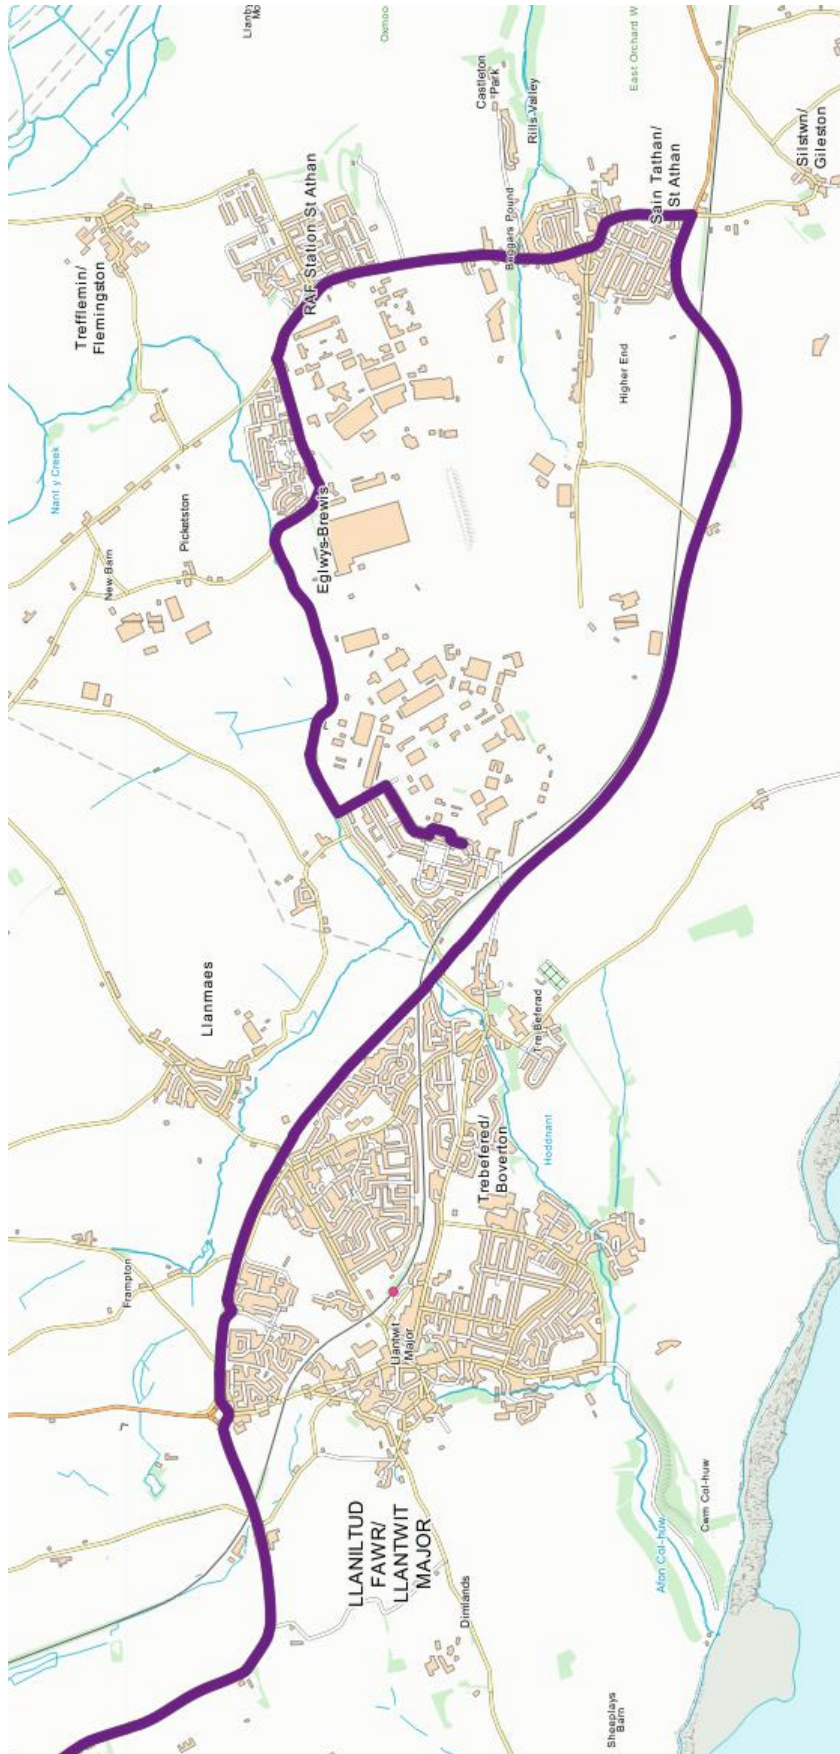 Nant y Creek
New Barn
Picketston
Trefflemin/
Flemingston
RAF Station St Athan
Castleton
Park
Rills-Valley
East Orchard W
Beggars Pound
Sain Tathan/
St Athan
Silstwn/
Gileston
Higher End
Eglwys-Brewis
Llanmaes
Frampton
Tre Beferad
Trebefered/
Boverton
Hoddnant
Llantwit
Major
LLANILTUD
FAWR/
LLANTWIT
MAJOR
Dimlands
Afon Col-huw
Cwm Col-huw
Sheeplays
Barn